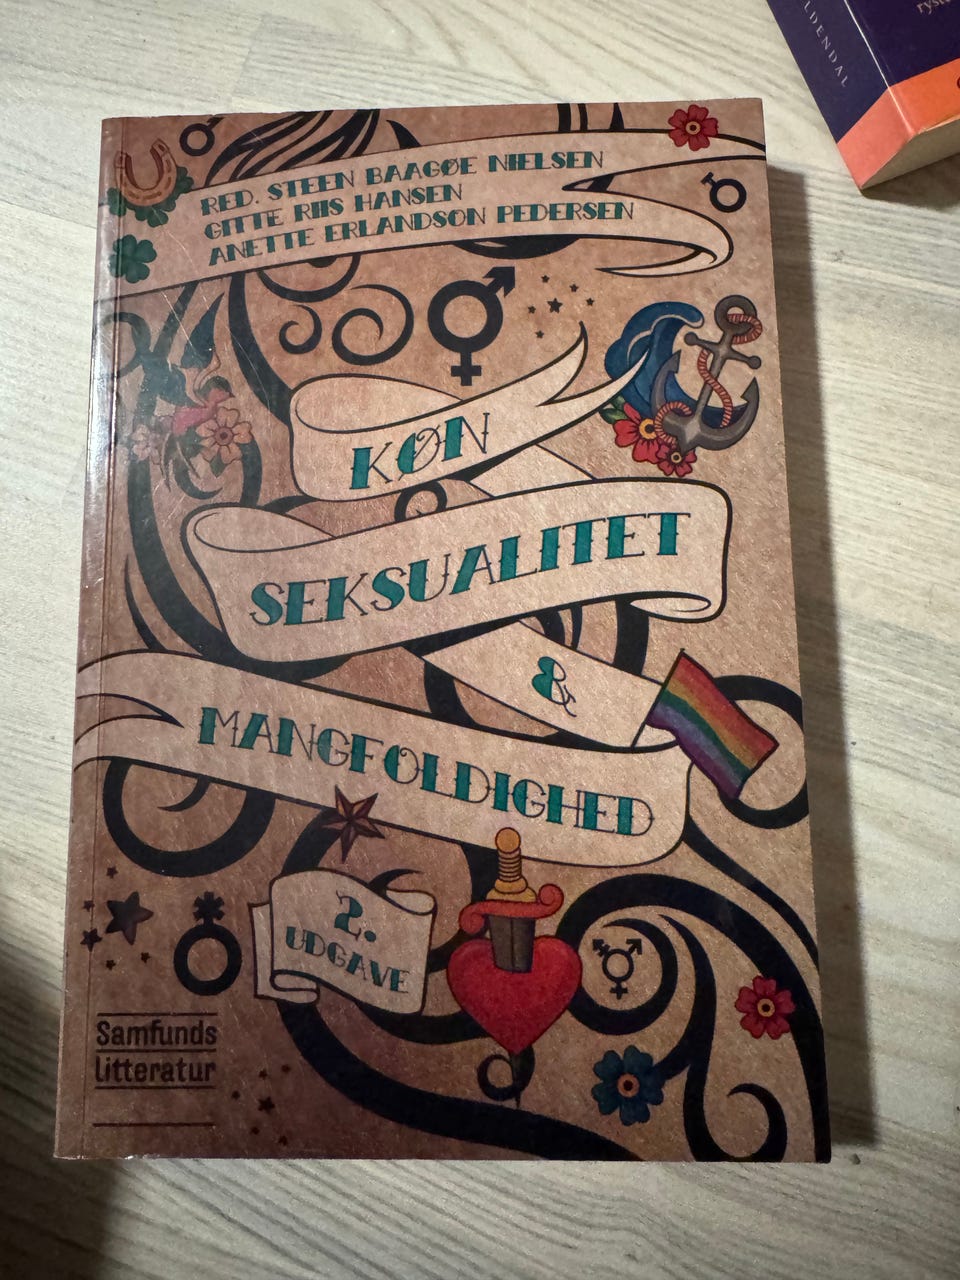 RED. STEEN BAAGØE NIELSEN
GITTE RIIS HANSEN
ANETTE ERLANDSON PEDERSEN
KØN
SEKSUALITET
&
MANGFOLDIGHED
2.
UDGAVE
Samfunds
litteratur